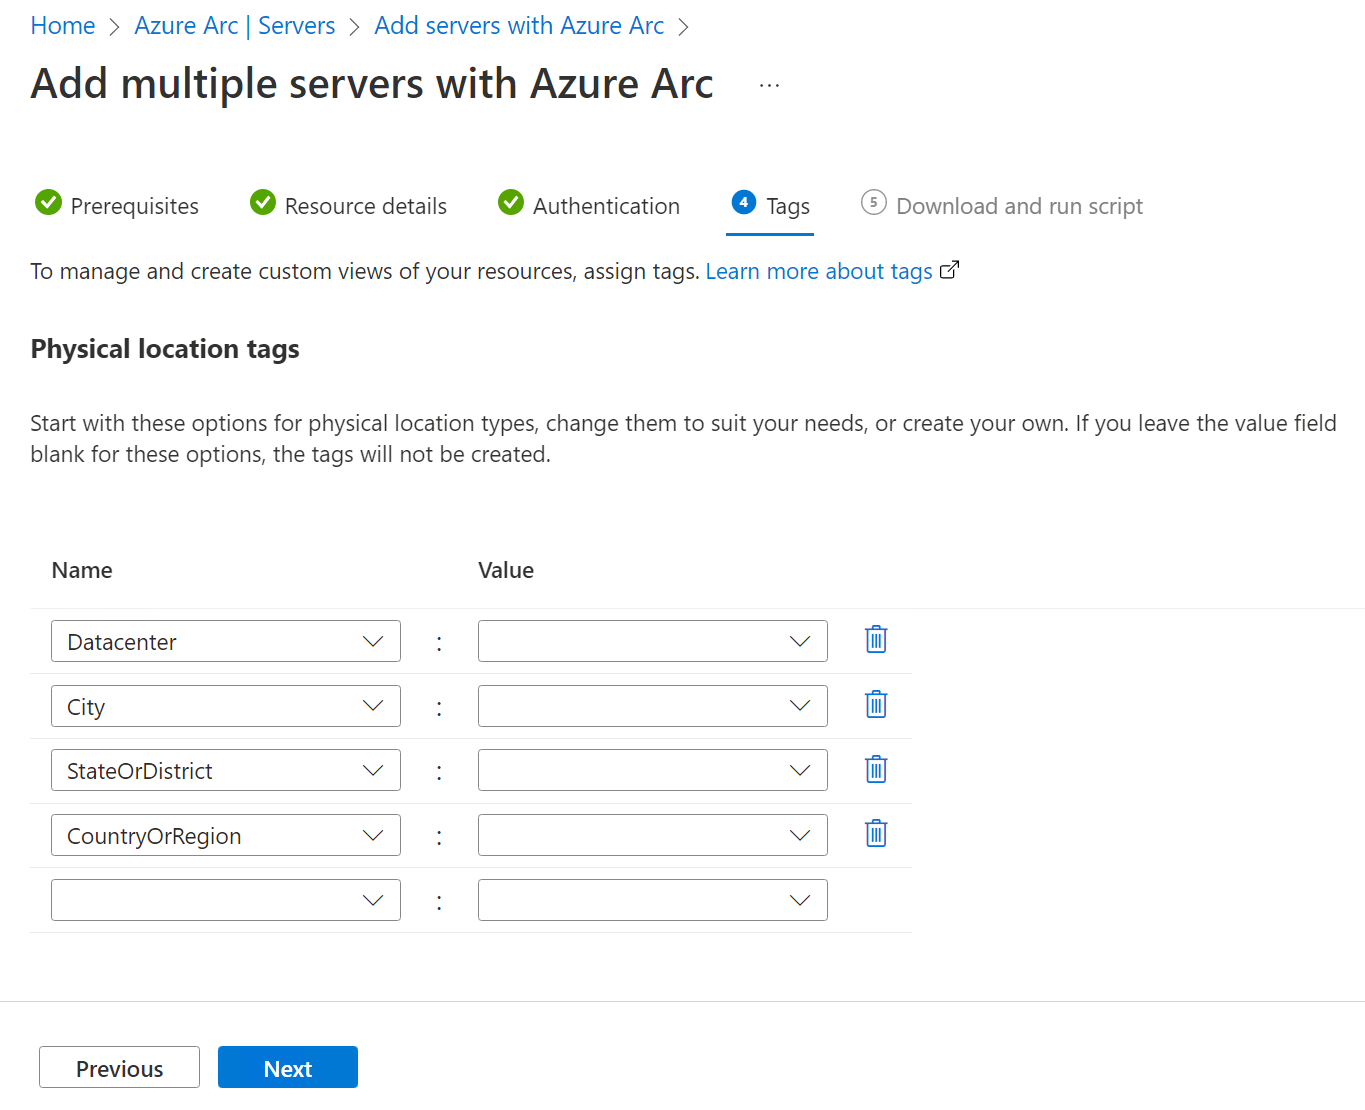 Home > Azure Arc | Servers > Add servers with Azure Arc >
Add multiple servers with Azure Arc ...
Prerequisites Resource details Authentication 4 Tags 5 Download and run script
To manage and create custom views of your resources, assign tags. Learn more about tags
Physical location tags
Start with these options for physical location types, change them to suit your needs, or create your own. If you leave the value field
blank for these options, the tags will not be created.
Name Value
Datacenter :
City :
StateOrDistrict :
CountryOrRegion :
:
Previous Next